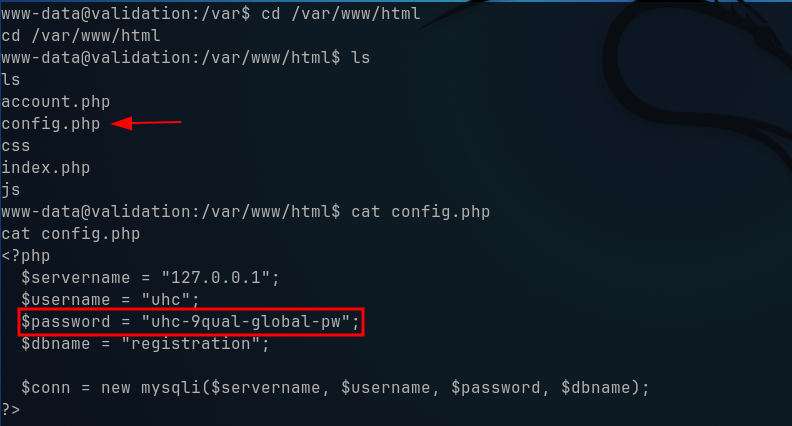 www-data@validation:/var$ cd /var/www/html
cd /var/www/html
www-data@validation:/var/www/html$ ls
ls
account.php
config.php
css
index.php
js
www-data@validation:/var/www/html$ cat config.php
cat config.php
<?php
  $servername = "127.0.0.1";
  $username = "uhc";
  $password = "uhc-9qual-global-pw";
  $dbname = "registration";

  $conn = new mysqli($servername, $username, $password, $dbname);
?>